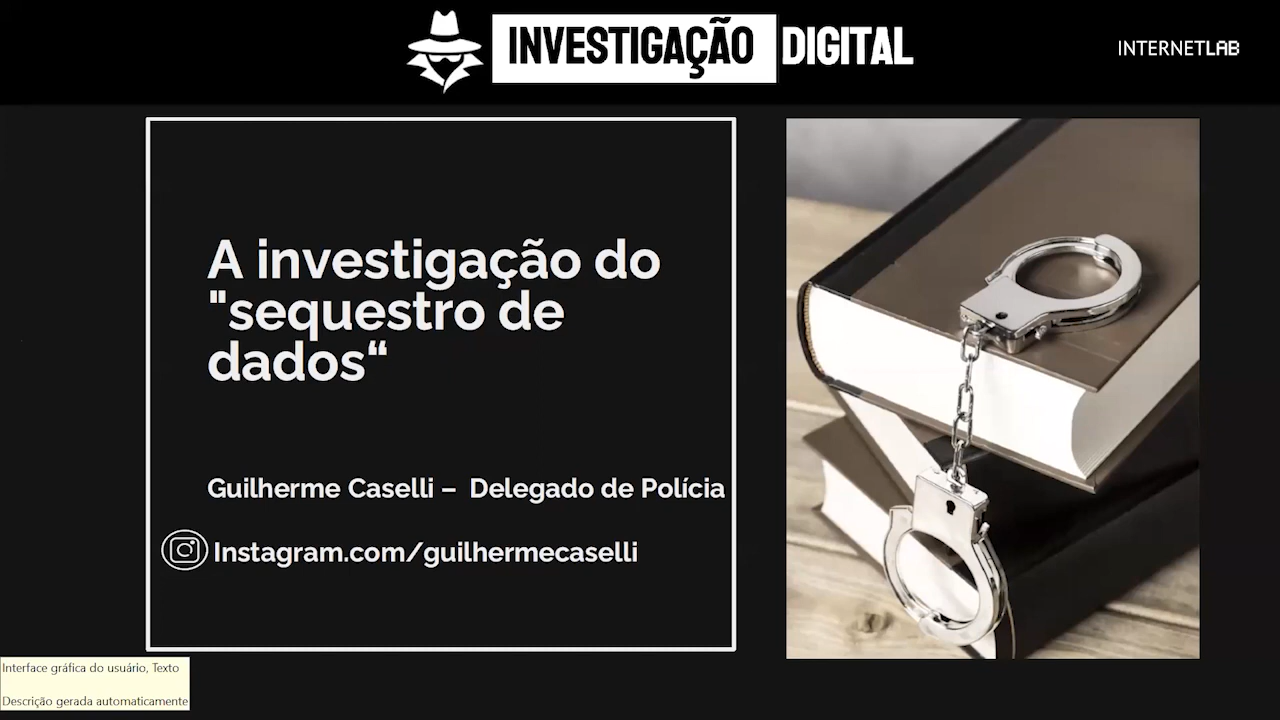 INVESTIGAÇÃO DIGITAL
INTERNETLAB
A investigação do
"sequestro de
dados“
Guilherme Caselli – Delegado de Polícia
Instagram.com/guilhermecaselli
Interface gráfica do usuário, Texto
Descrição gerada automaticamente